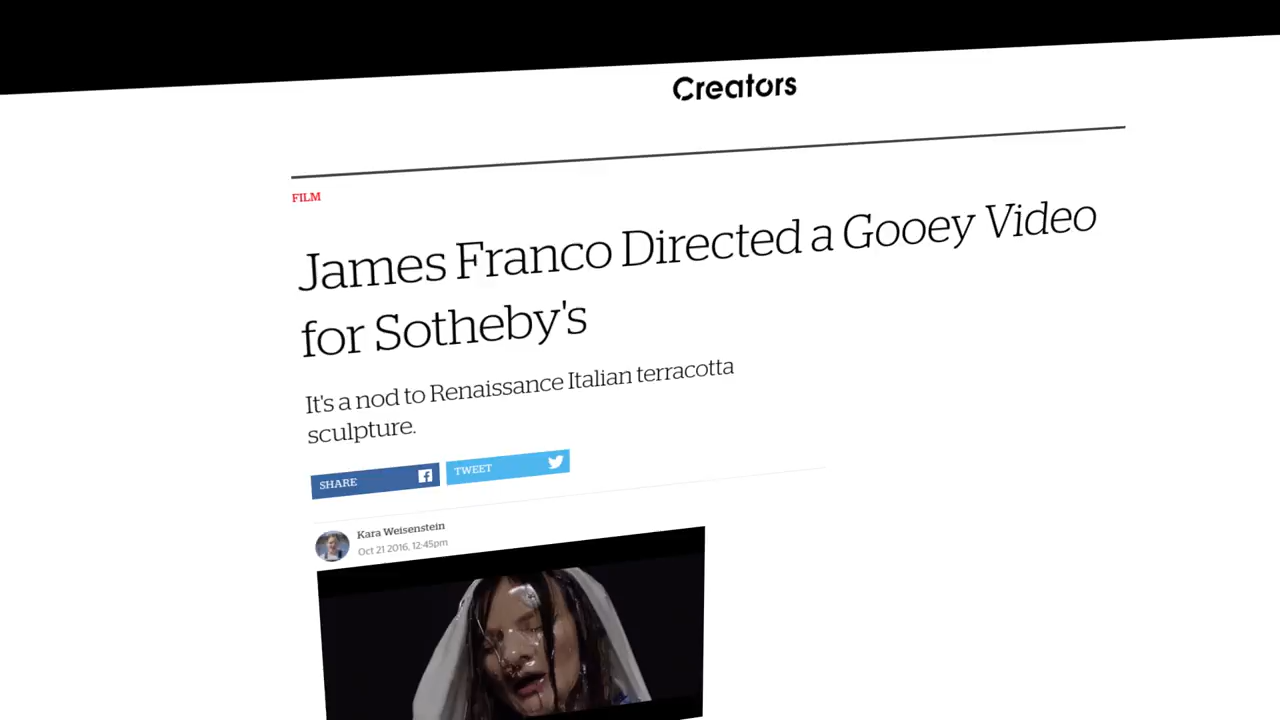 Creators
FILM
James Franco Directed a Gooey Video
for Sotheby's
It's a nod to Renaissance Italian terracotta
sculpture.
SHARE
TWEET
Kara Weisenstein
Oct 21 2016, 12:45pm